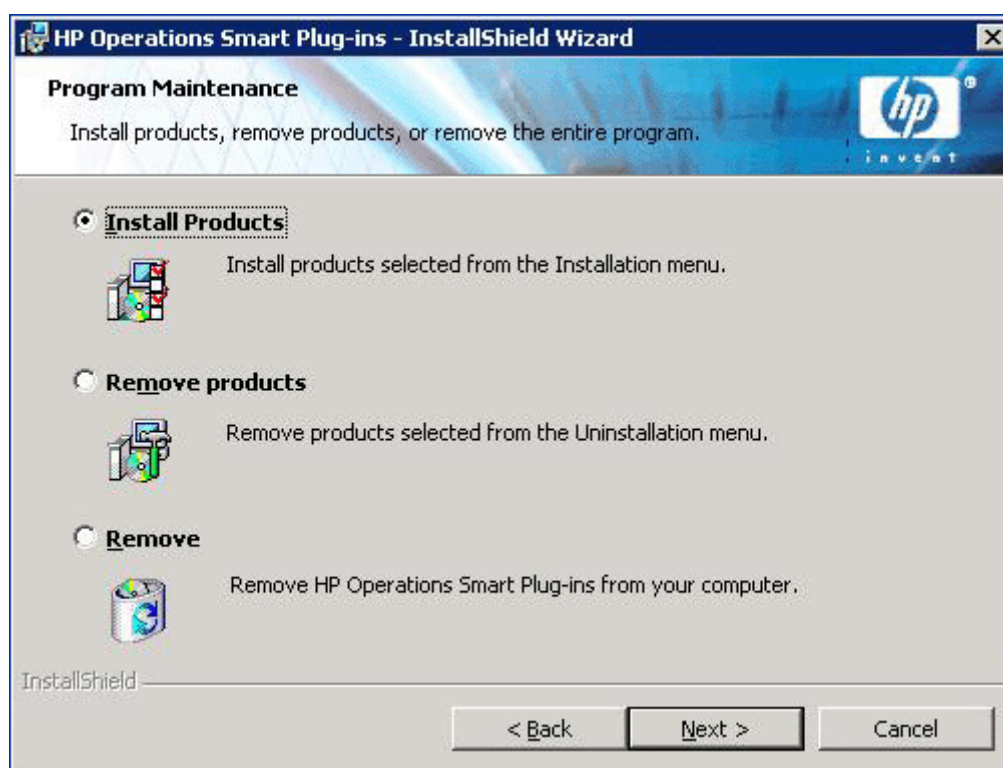 HP Operations Smart Plug-ins - InstallShield Wizard
Program Maintenance
Install products, remove products, or remove the entire program.
hp
®
invent
Install Products
Install products selected from the Installation menu.
Remove products
Remove products selected from the Uninstallation menu.
Remove
Remove HP Operations Smart Plug-ins from your computer.
InstallShield
< Back
Next >
Cancel